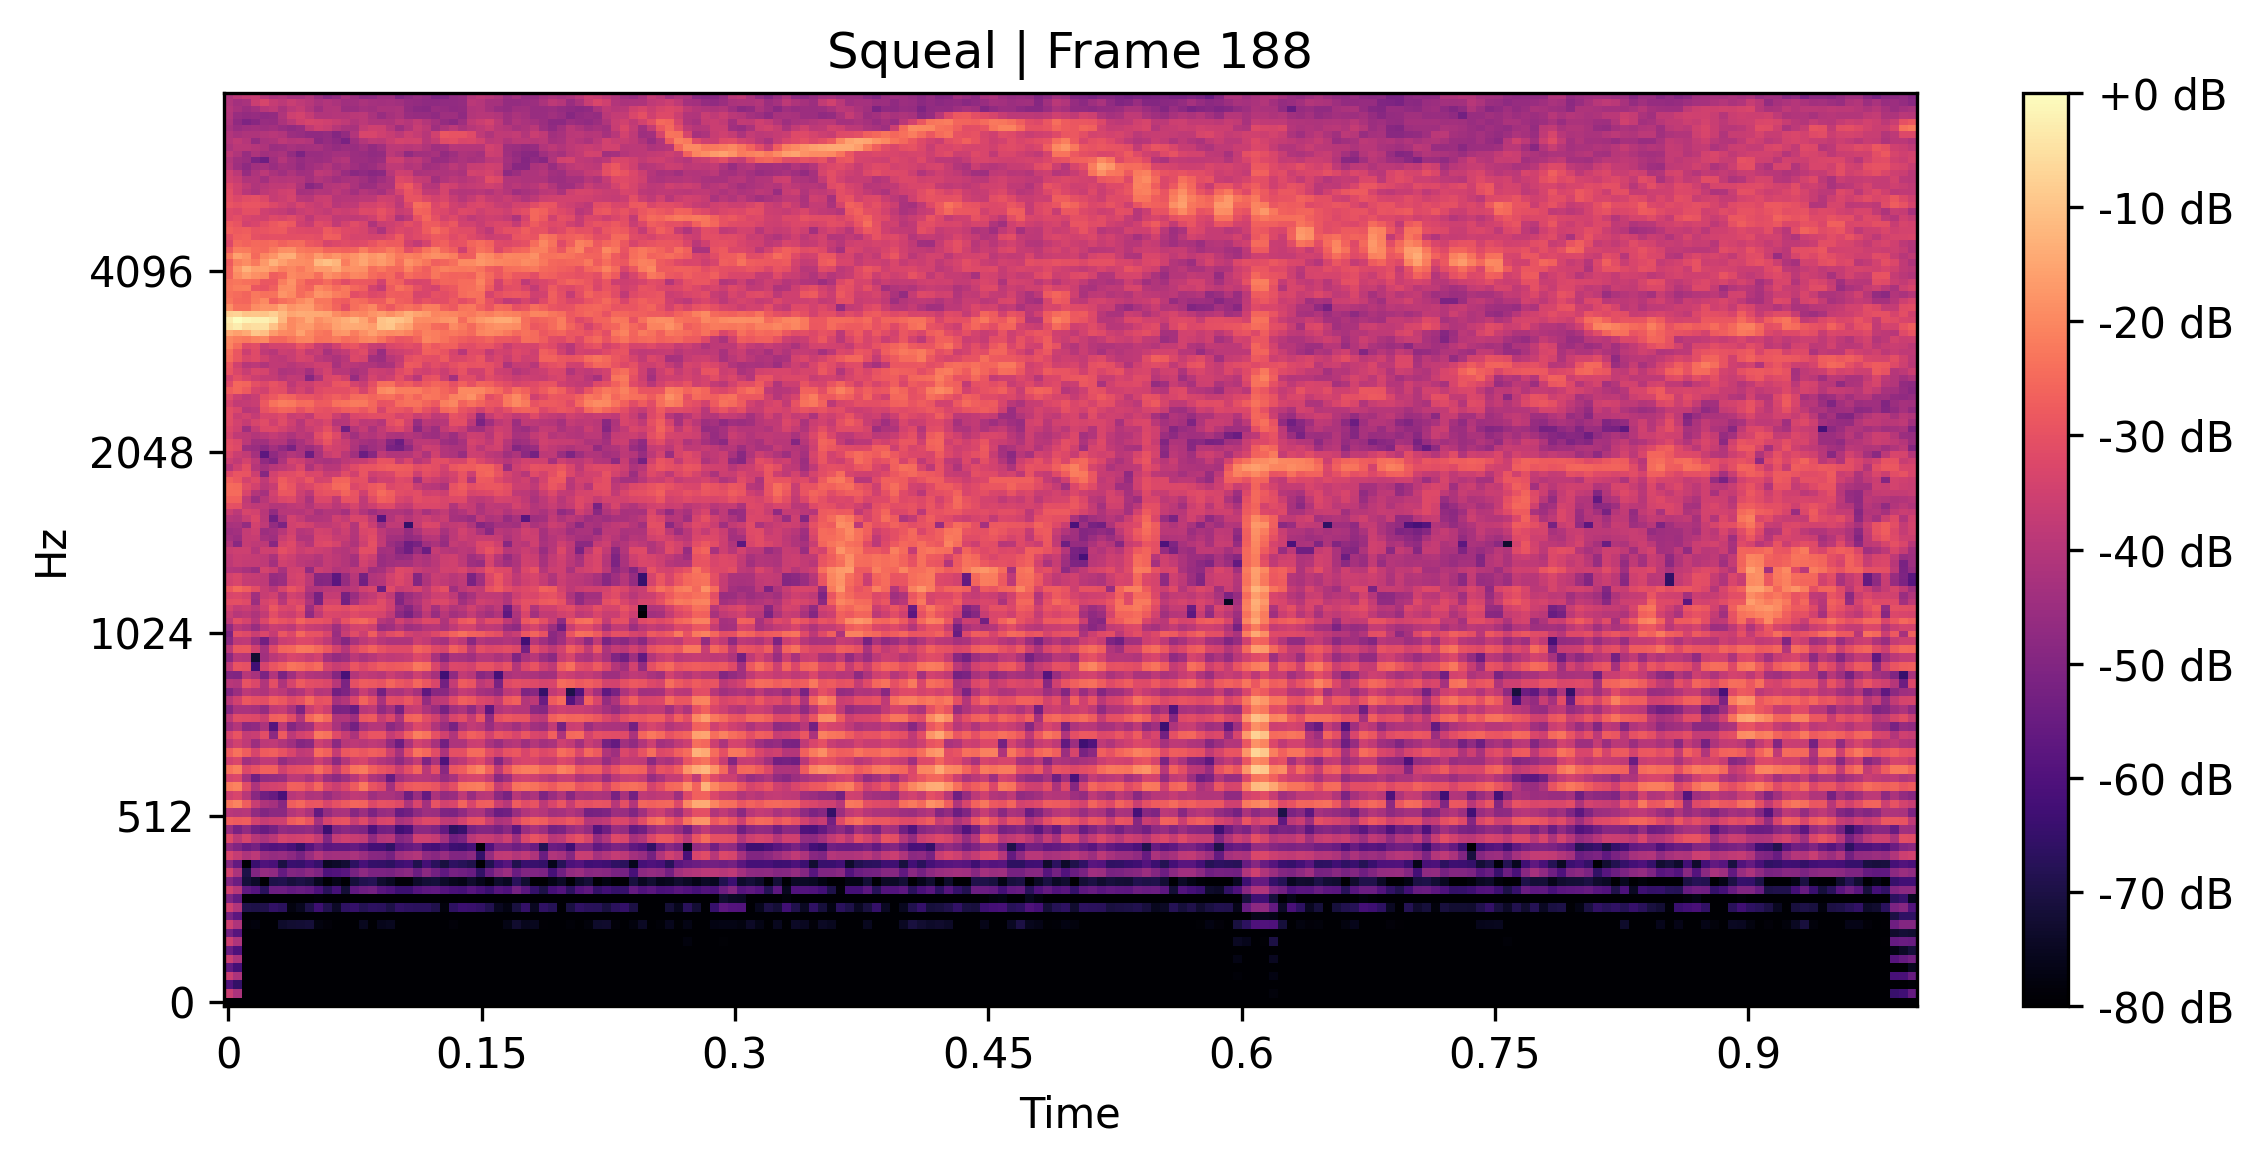 Squeal | Frame 188
+0 dB
-10 dB
-20 dB
-30 dB
-40 dB
-50 dB
-60 dB
-70 dB
-80 dB
Hz
4096
2048
1024
512
0
0 0.15 0.3 0.45 0.6 0.75 0.9
Time